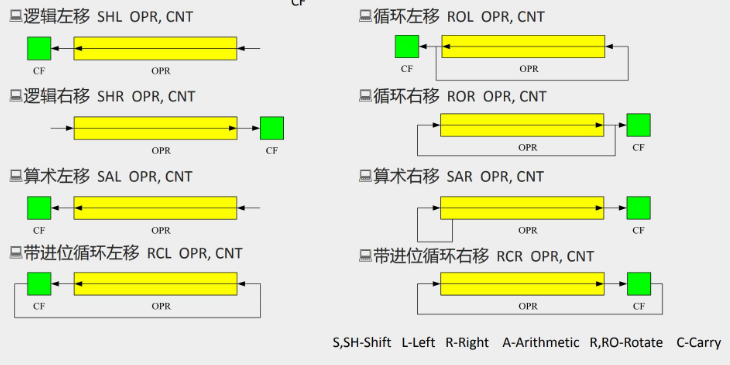 CF
逻辑左移 SHL OPR, CNT
CF
OPR
逻辑右移 SHR OPR, CNT
OPR
CF
算术左移 SAL OPR, CNT
CF
OPR
带进位循环左移 RCL OPR, CNT
CF
OPR
循环左移 ROL OPR, CNT
CF
OPR
循环右移 ROR OPR, CNT
OPR
CF
算术右移 SAR OPR, CNT
OPR
CF
带进位循环右移 RCR OPR, CNT
OPR
CF
S,SH-Shift L-Left R-Right A-Arithmetic R,RO-Rotate C-Carry